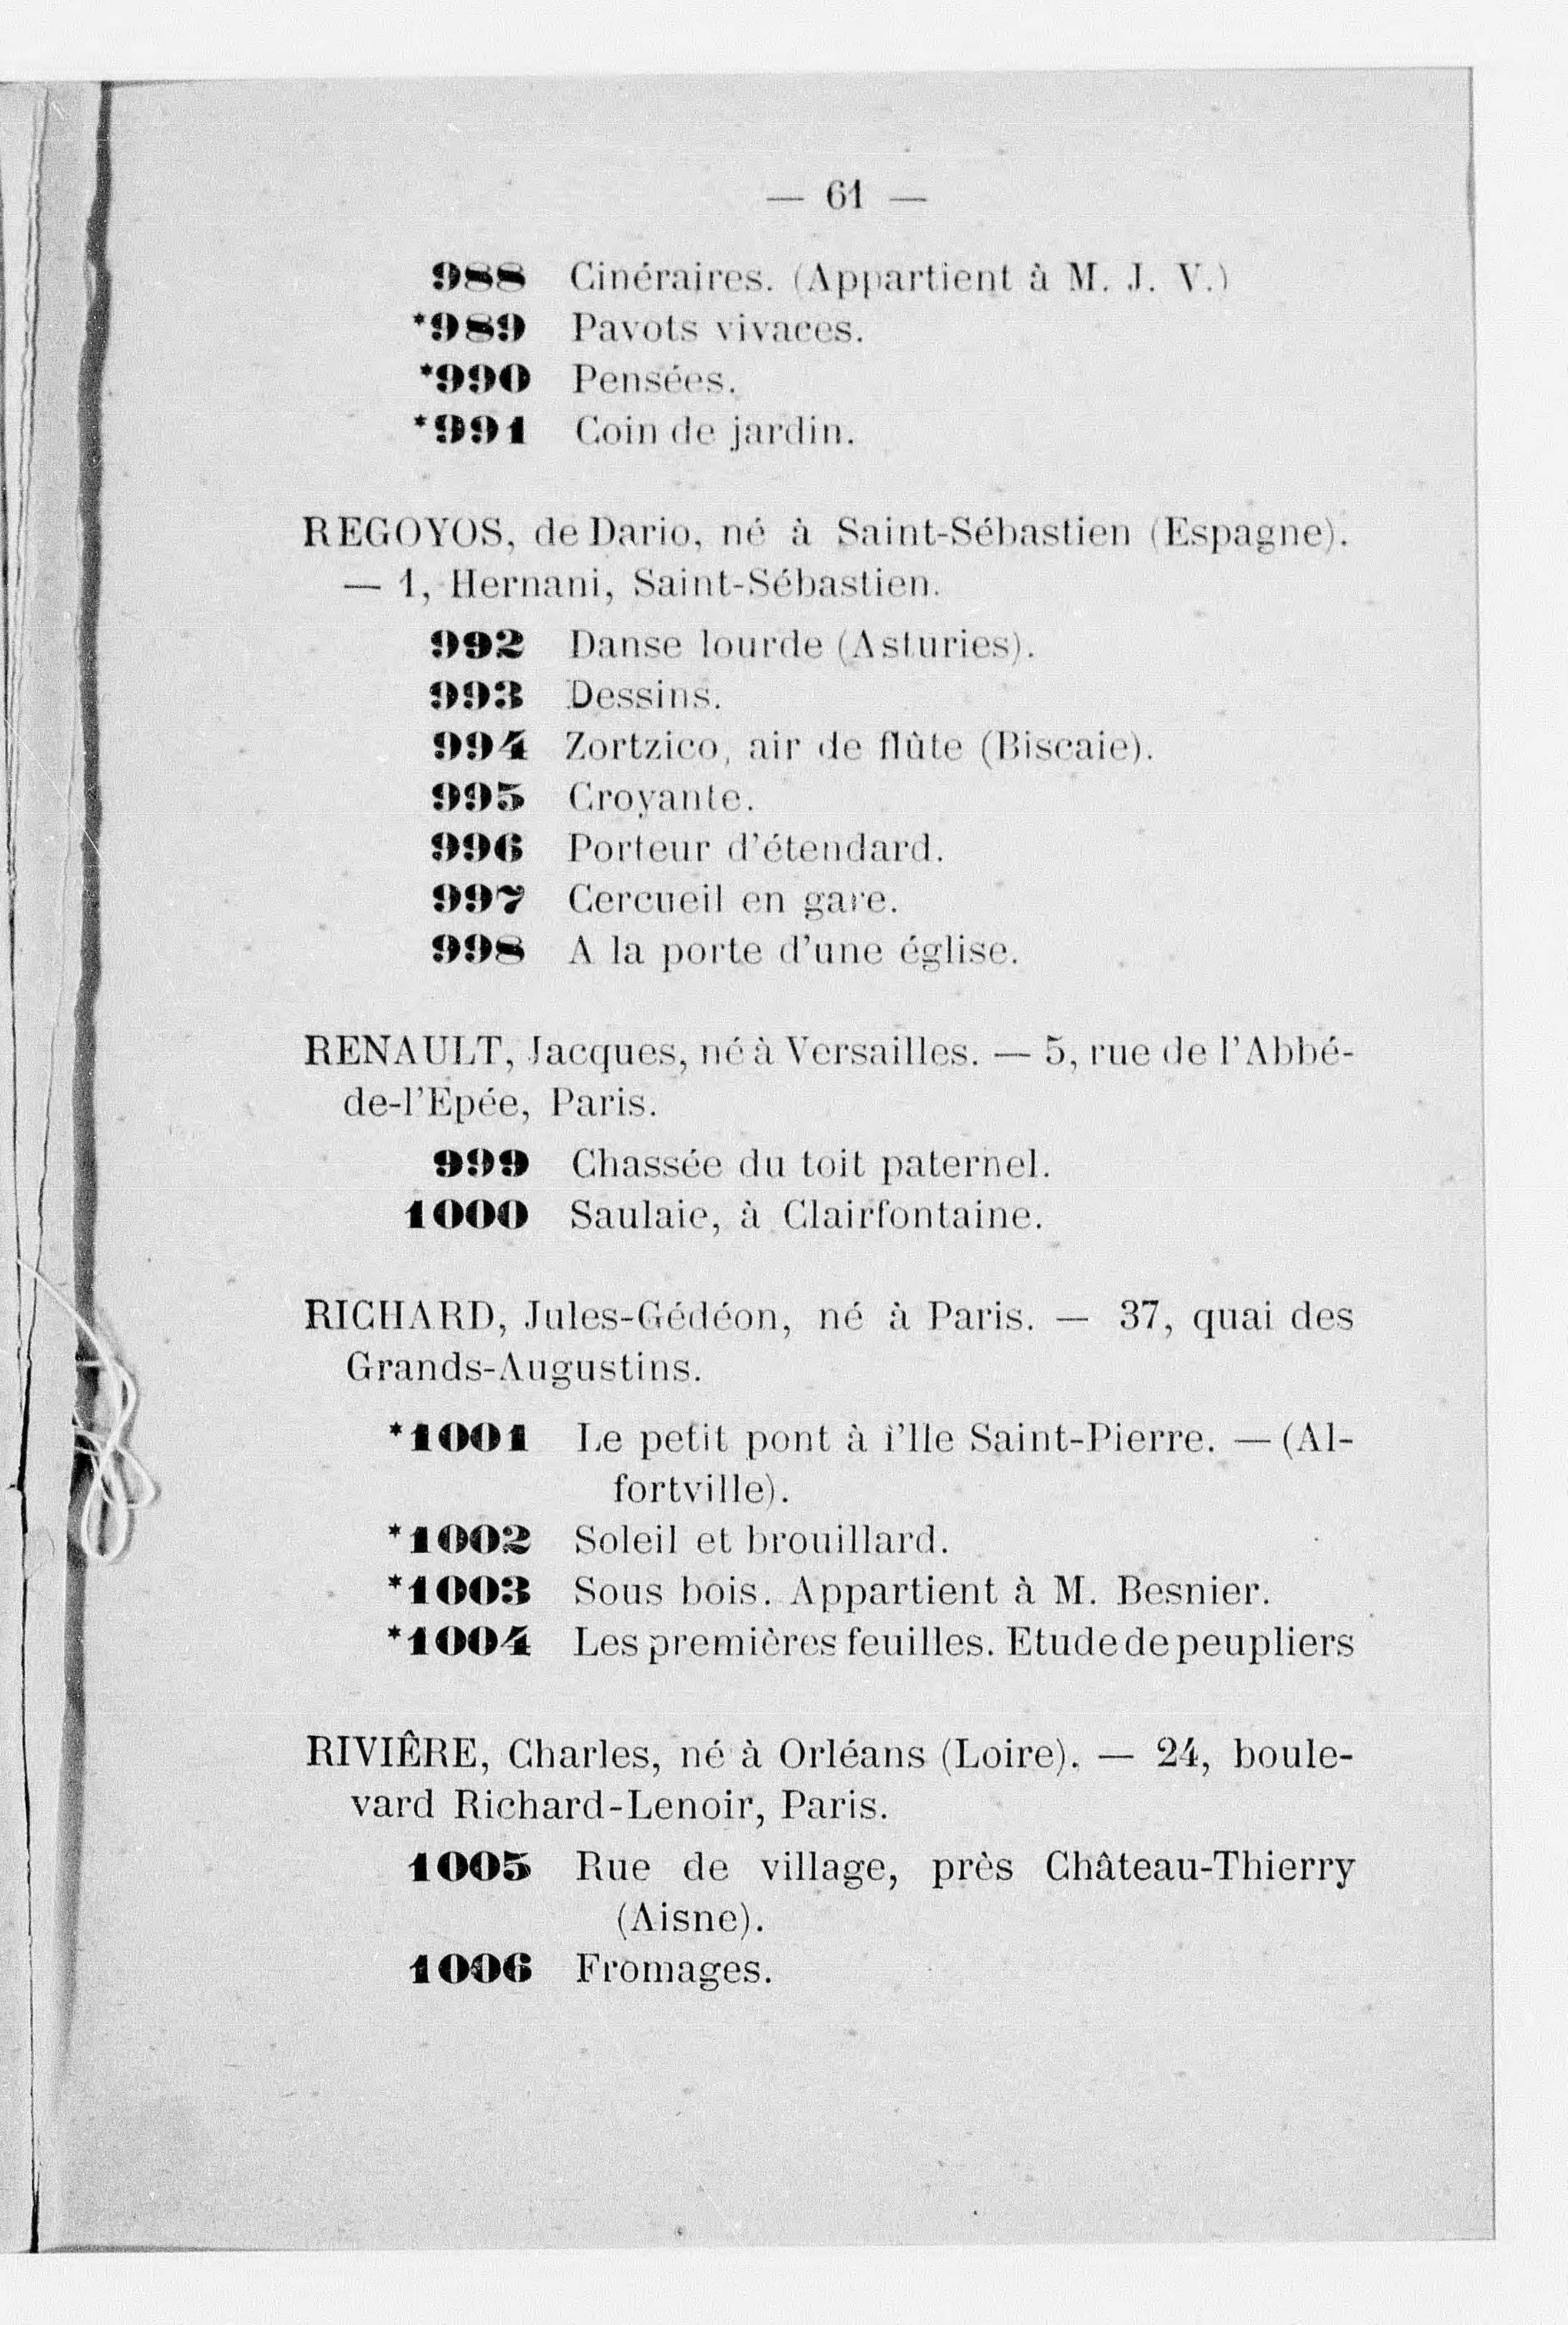 — 61 —
988 Cinéraires. (Appartient à M. J. V.)
*989 Pavots vivaces.
*990 Pensées.
*991 Coin de jardin.
REGOYOS, de Dario, né à Saint-Sébastien (Espagne).
— 1, Hernani, Saint-Sébastien.
992 Danse lourde (Asturies).
993 Dessins.
994 Zortzico, air de flûte (Biscaie).
995 Croyante.
996 Porteur d'étendard.
997 Cercueil en gare.
998 A la porte d'une église.
RENAULT, Jacques, né à Versailles. — 5, rue de l'Abbé-
de-l'Epée, Paris.
999 Chassée du toit paternel.
1000 Saulaie, à Clairfontaine.
RICHARD, Jules-Gédéon, né à Paris. — 37, quai des
Grands-Augustins.
*1001 Le petit pont à l'Ile Saint-Pierre. — (Al-
fortville).
*1002 Soleil et brouillard.
*1003 Sous bois. Appartient à M. Besnier.
*1004 Les premières feuilles. Etude de peupliers
RIVIÊRE, Charles, né à Orléans (Loire). — 24, boule-
vard Richard-Lenoir, Paris.
1005 Rue de village, près Château-Thierry
(Aisne).
1006 Fromages.